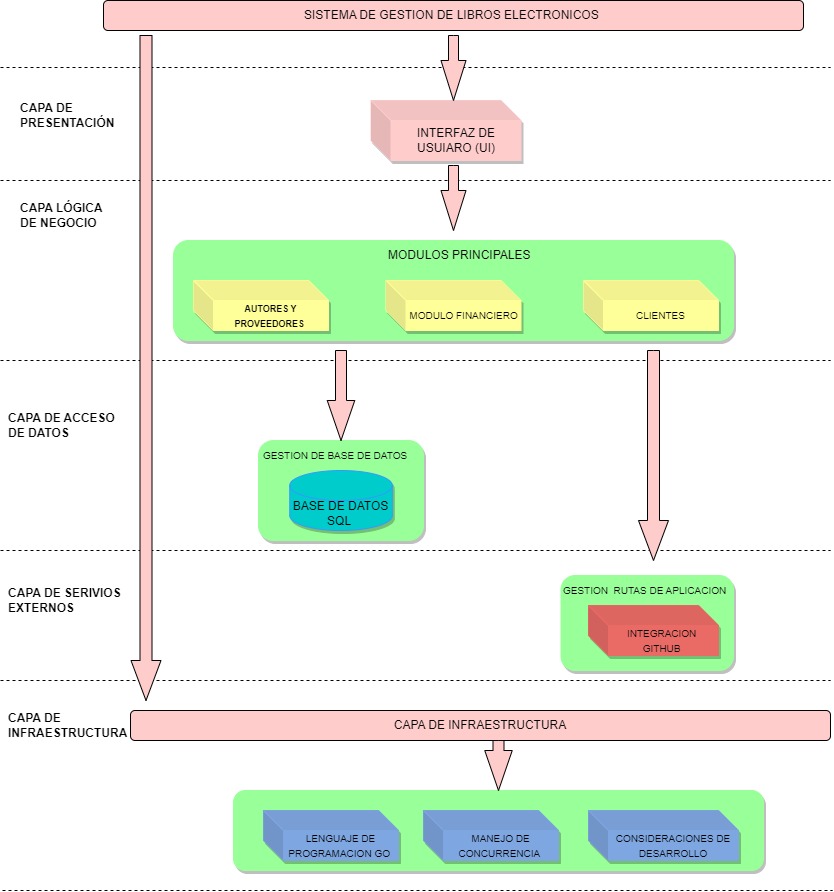 SISTEMA DE GESTION DE LIBROS ELECTRONICOS
CAPA DE
PRESENTACIÓN
INTERFAZ DE
USUIARO (UI)
CAPA LÓGICA
DE NEGOCIO
MODULOS PRINCIPALES
AUTORES Y
PROVEEDORES
MODULO FINANCIERO
CLIENTES
CAPA DE ACCESO
DE DATOS
GESTION DE BASE DE DATOS
BASE DE DATOS
SQL
CAPA DE SERIVIOS
EXTERNOS
GESTION RUTAS DE APLICACION
INTEGRACION
GITHUB
CAPA DE
INFRAESTRUCTURA
CAPA DE INFRAESTRUCTURA
LENGUAJE DE
PROGRAMACION GO
MANEJO DE
CONCURRENCIA
CONSIDERACIONES DE
DESARROLLO